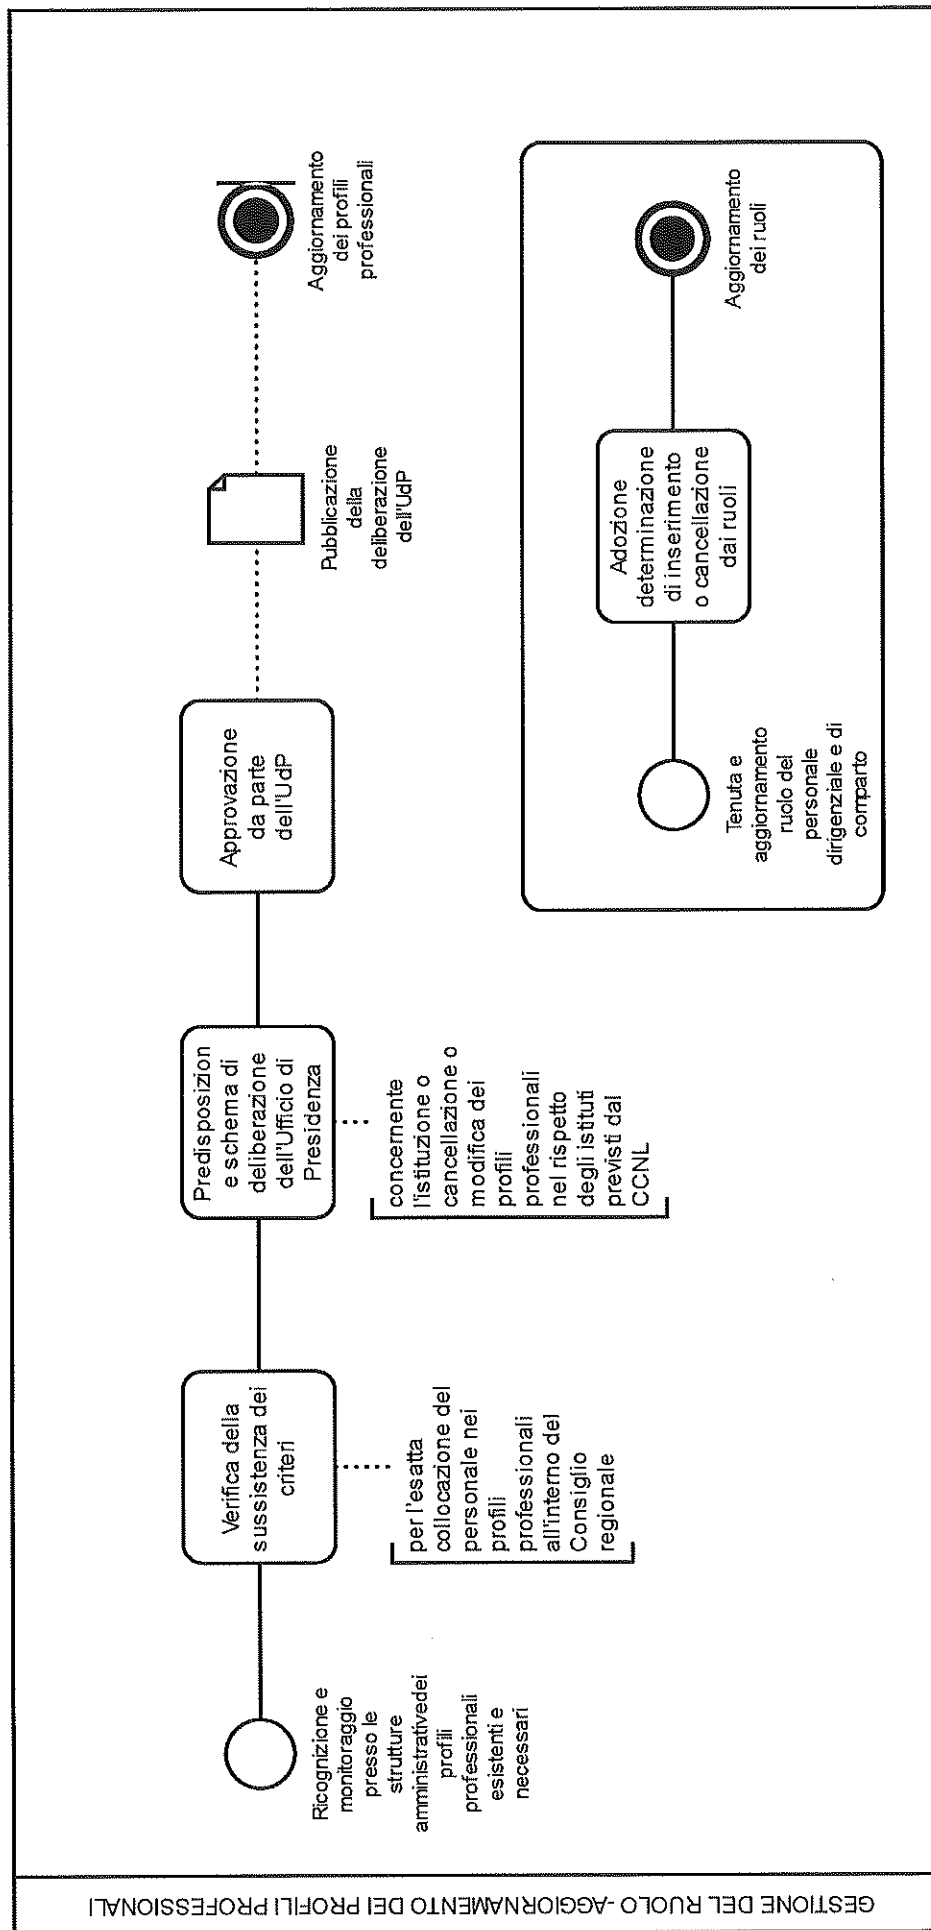 GESTIONE DEL RUOLO - AGGIORNAMENTO DEI PROFILI PROFESSIONALI
Ricognizione e
monitoraggio
presso le
strutture
amministrativedei
profili
professionali
esistenti e
necessari
Verifica della
sussistenza dei
criteri
per l'esatta
collocazione del
personale nei
profili
professionali
all'interno del
Consiglio
regionale
Predisposizion
e schema di
deliberazione
dell'Ufficio di
Presidenza
concernente
l'istituzione o
cancellazione o
modifica dei
profili
professionali
nel rispetto
degli istituti
previsti dal
CCNL
Approvazione
da parte
dell'UdP
Pubblicazione
della
deliberazione
dell'UdP
Aggiornamento
dei profili
professionali
Tenuta e
aggiornamento
ruolo del
personale
dirigenziale e di
comparto
Adozione
determinazione
di inserimento
o cancellazione
dai ruoli
Aggiornamento
dei ruoli